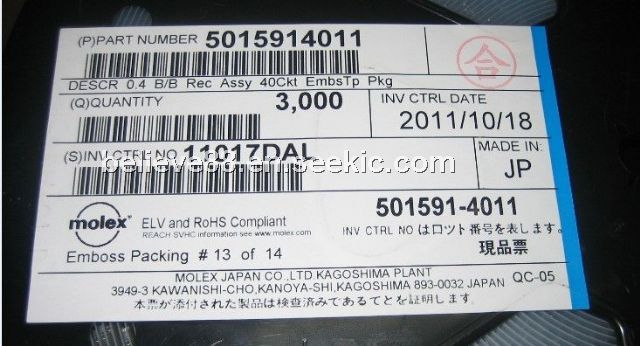 (P)PART NUMBER 5015914011
合
DESCR 0.4 B/B Rec Assy 40Ckt EmbsTp Pkg
(Q)QUANTITY 3,000 INV CTRL DATE
2011/10/18
(S)INV CTRL NO 11017DAL MADE IN:
JP
believe88.en.seekic.com
molex ELV and RoHS Compliant 501591-4011
REACH SVHC information see www.molex.com INV CTRL NO はロット番号を表します。
Emboss Packing # 13 of 14 現品票
MOLEX JAPAN CO.,LTD.KAGOSHIMA PLANT QC-05
3949-3 KAWANISHI-CHO,KANOYA-SHI,KAGOSHIMA 893-0032 JAPAN
本票が添付された製品は検査済みであることを証明します。